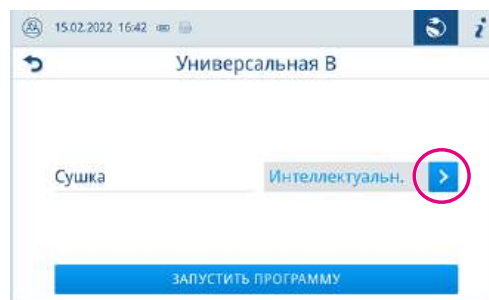 15.02.2022 16:42
Универсальная B
Сушка
Интеллектуальн.
ЗАПУСТИТЬ ПРОГРАММУ